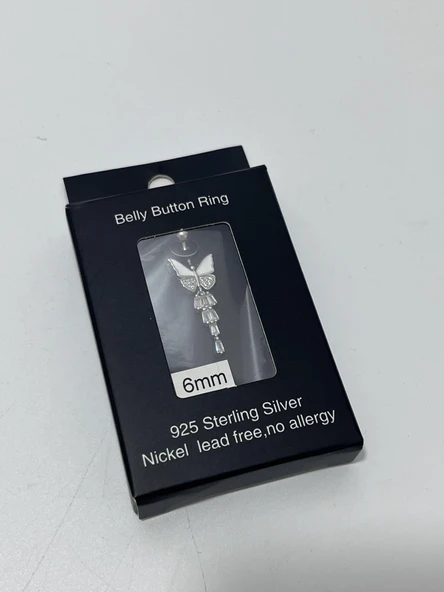 Belly Button Ring
6mm
925 Sterling Silver
Nickel lead free,no allergy